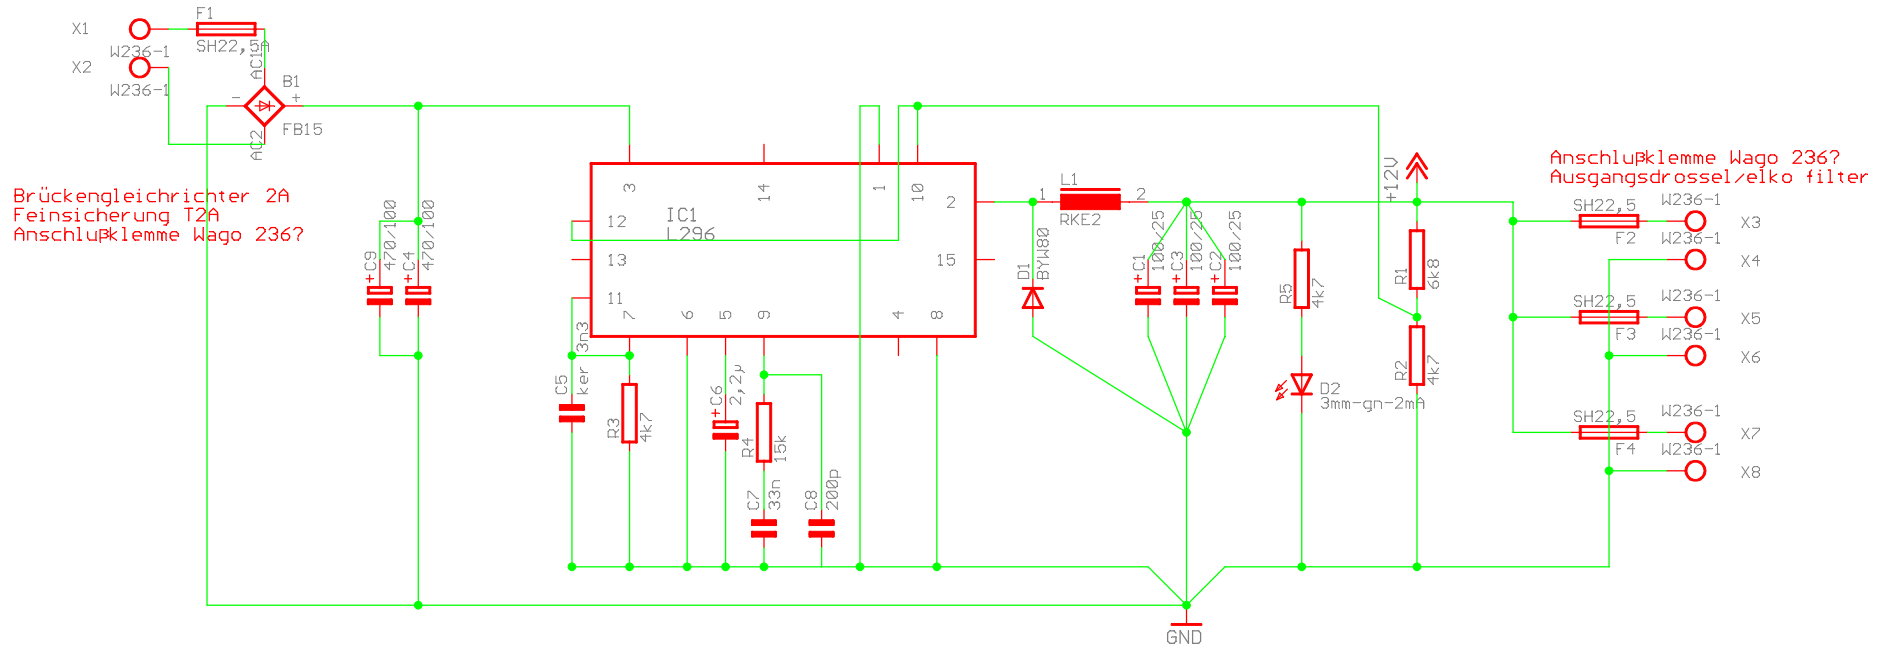 X1
F1
W236-1
SH22,5A
X2
W236-1
AC1
B1
-
+
FB15
AC2
Brückengleichrichter 2A
Feinsicherung T2A
Anschlußklemme Wago 236?
+
C9
470/100
+
C4
470/100
3
14
1
10
12
IC1
L296
2
13
15
11
7
6
5
9
4
8
C5
ker 3n3
R3
4k7
+
C6
2,2µ
R4
15k
C7
33n
C8
200p
1
L1
2
RKE2
D1
BYW80
+
C1
100/25
+
C3
100/25
+
C2
100/25
R5
4k7
D2
3mm-gn-2mA
+12V
R1
6k8
R2
4k7
GND
Anschlußklemme Wago 236?
Ausgangsdrossel/elko filter
SH22,5
W236-1
X3
F2
W236-1
X4
SH22,5
W236-1
X5
F3
W236-1
X6
SH22,5
W236-1
X7
F4
W236-1
X8